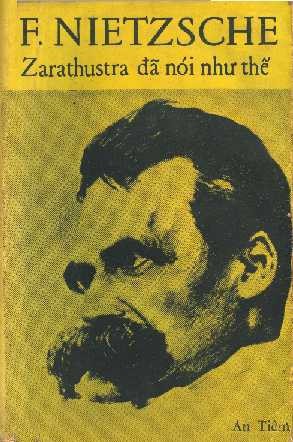 F. NIETZSCHE
Zarathustra đã nói như thế
An Tiêm